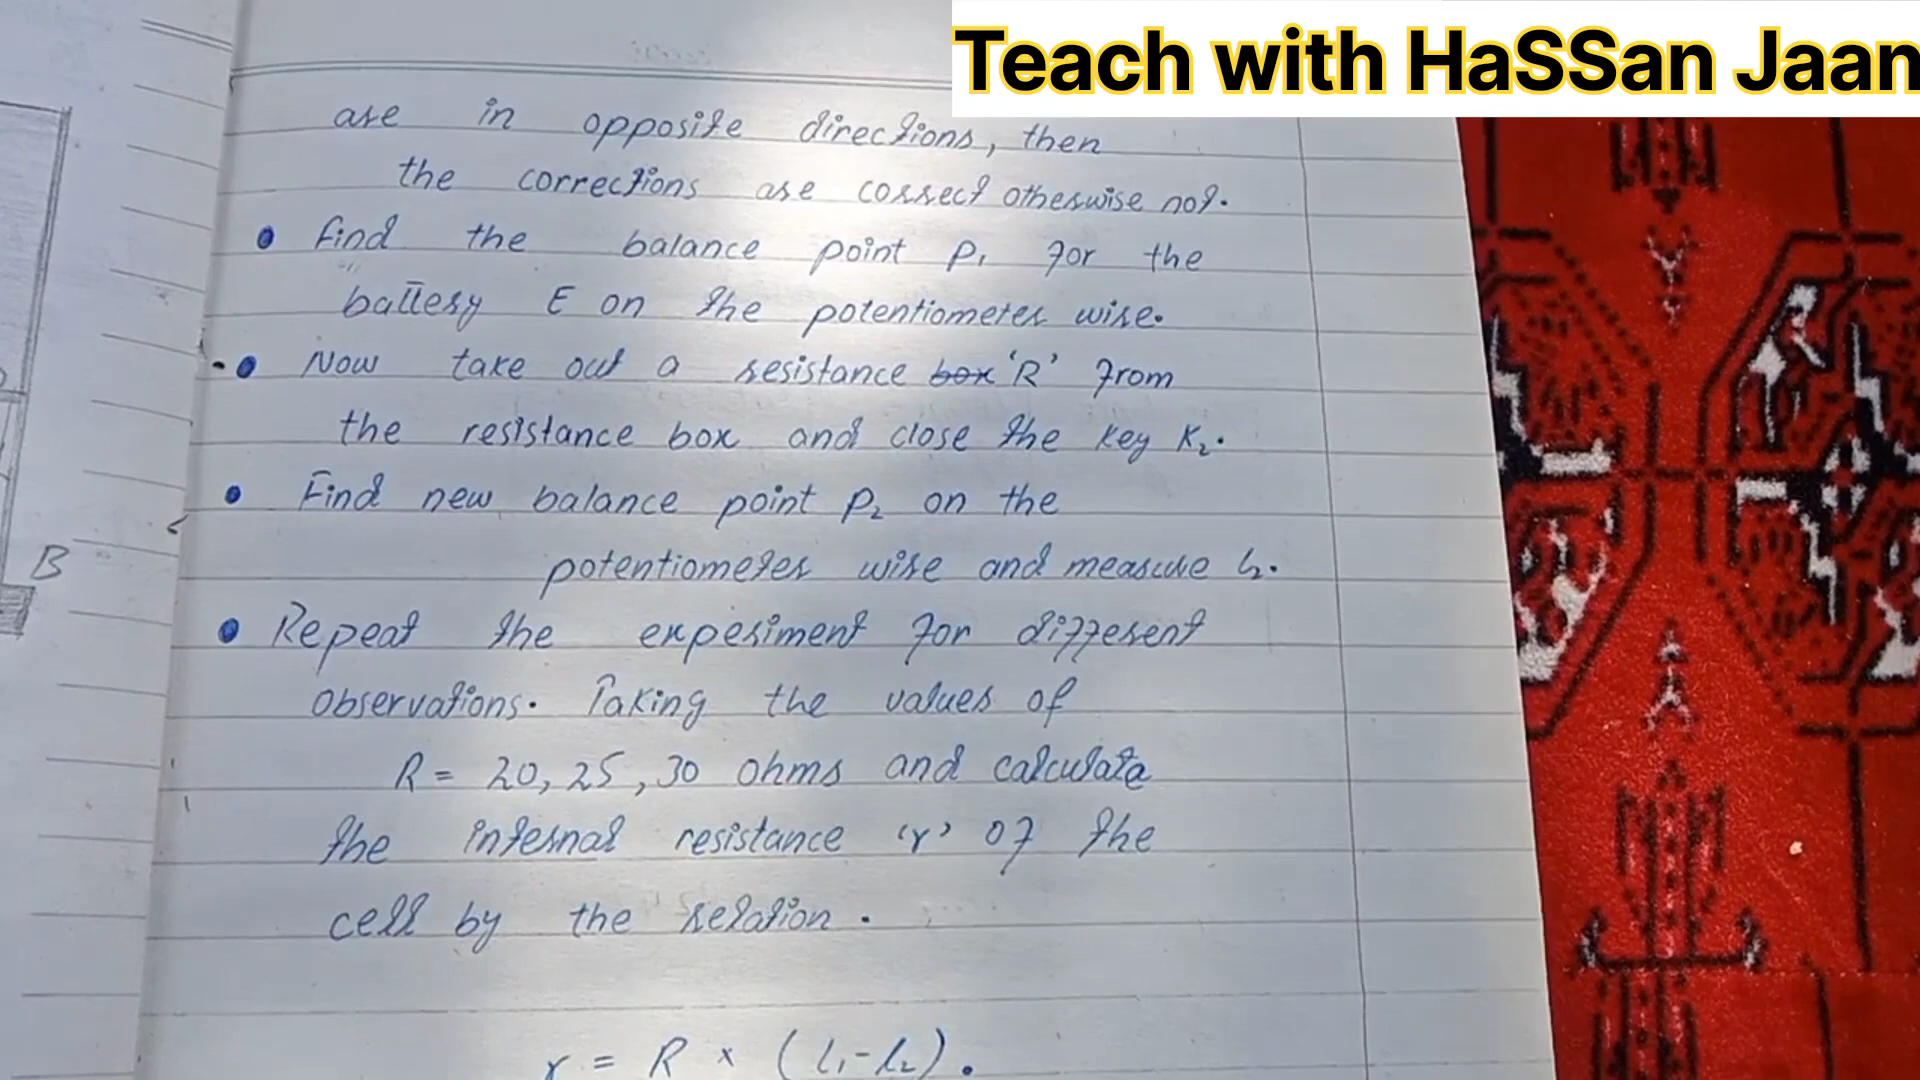 Teach with HaSSan Jaan
are in opposite directions, then
the corrections are correct otherwise not.
• Find the balance point P₁ for the
battery E on the potentiometer wire.
• Now take out a resistance box 'R' from
the resistance box and close the key K₂.
• Find new balance point P₂ on the
potentiometer wire and measure l₂.
• Repeat the experiment for different
observations. Taking the values of
R = 20, 25, 30 ohms and calculate
the internal resistance 'r' of the
cell by the relation.
r = R × (l₁-l₂).
B